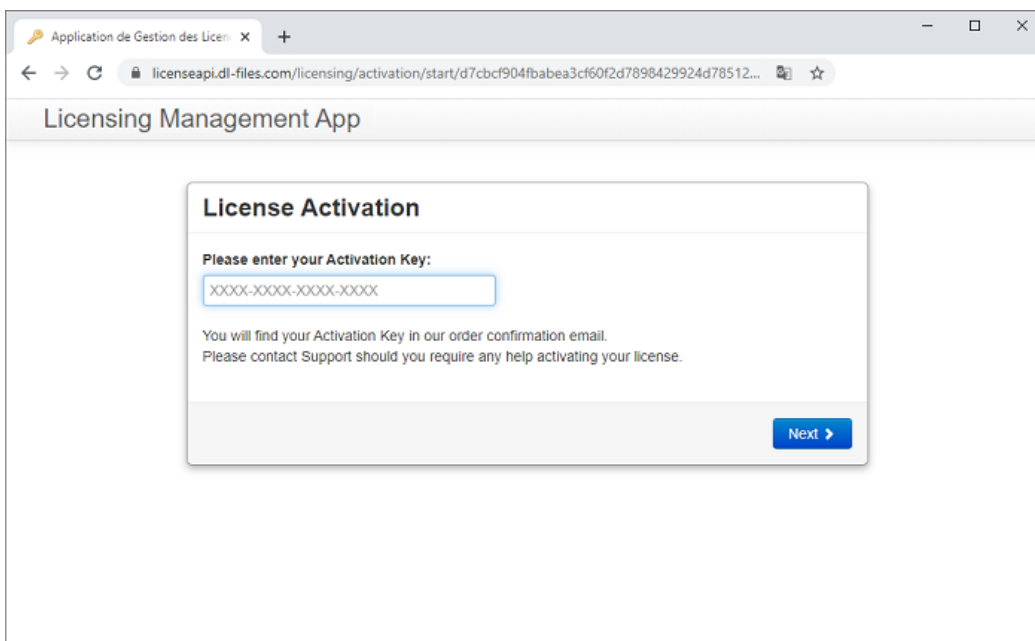 Application de Gestion des Licen
licenseapi.dl-files.com/licensing/activation/start/d7cbcf904fbabea3cf60f2d7898429924d78512...
Licensing Management App
License Activation
Please enter your Activation Key:
XXXX-XXXX-XXXX-XXXX
You will find your Activation Key in our order confirmation email.
Please contact Support should you require any help activating your license.
Next